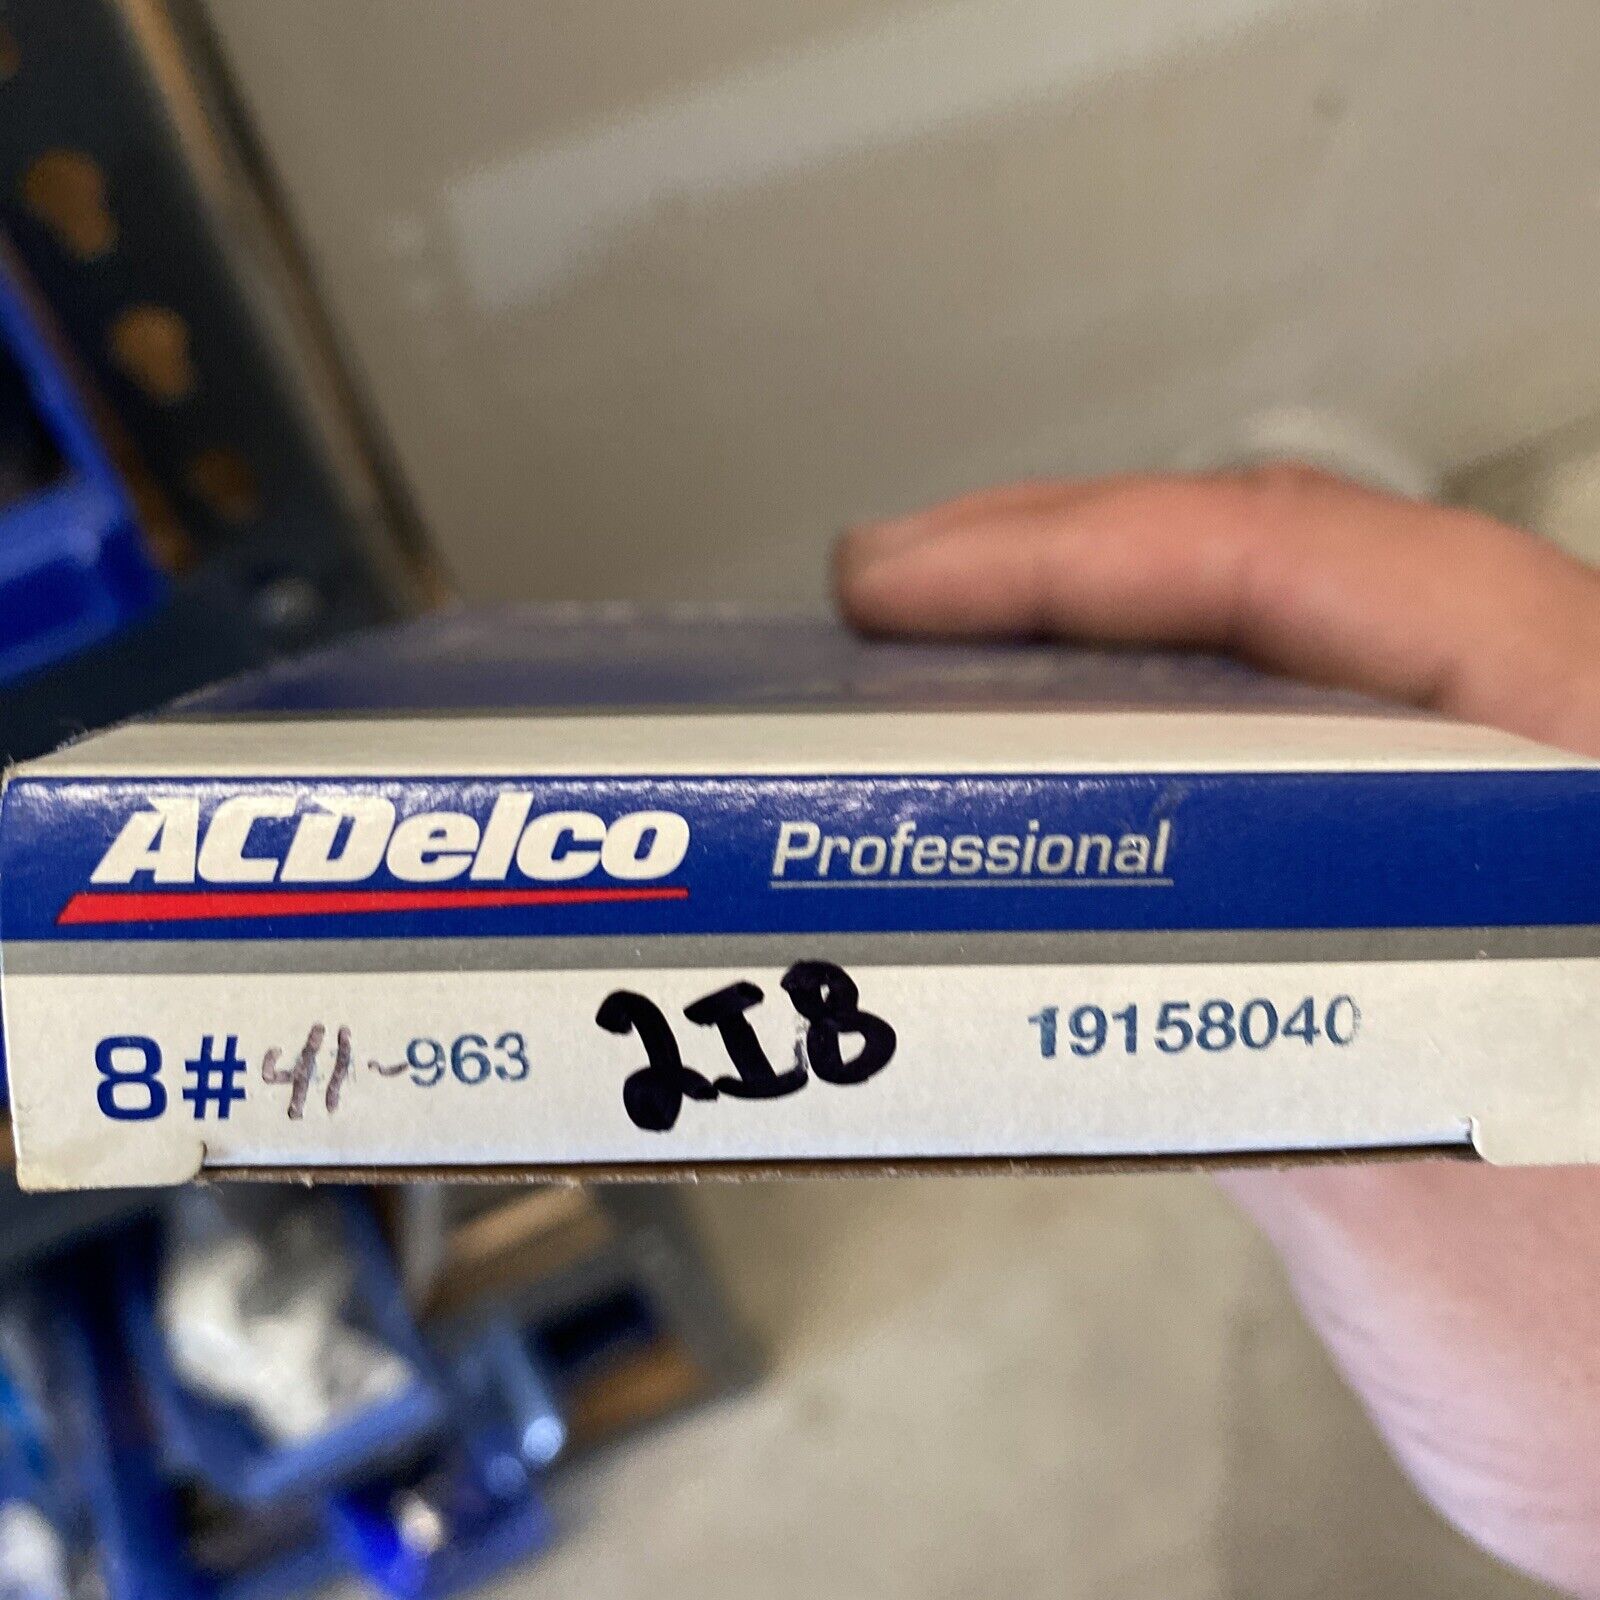 ACDelco Professional
8# 41-963 2I8 19158040